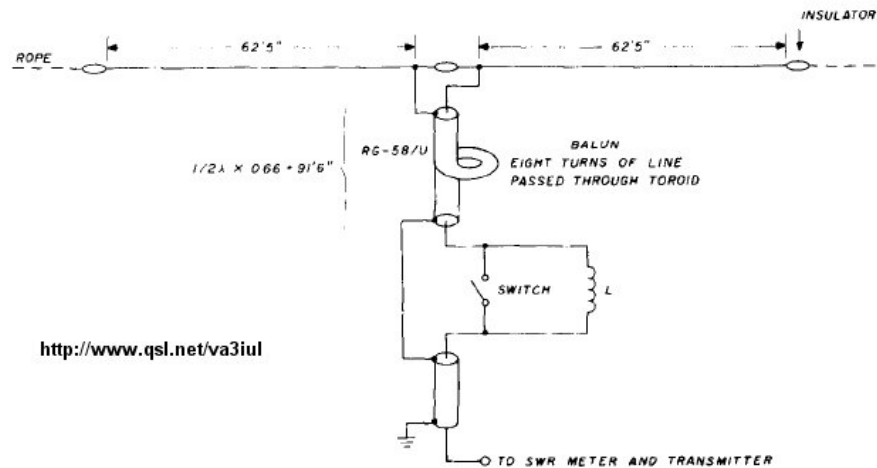 INSULATOR
62'5"
62'5"
ROPE
RG-58/U
BALUN
EIGHT TURNS OF LINE
PASSED THROUGH TOROID
1/2λ × 0.66 = 91'6"
SWITCH
L
http://www.qsl.net/va3iul
TO SWR METER AND TRANSMITTER